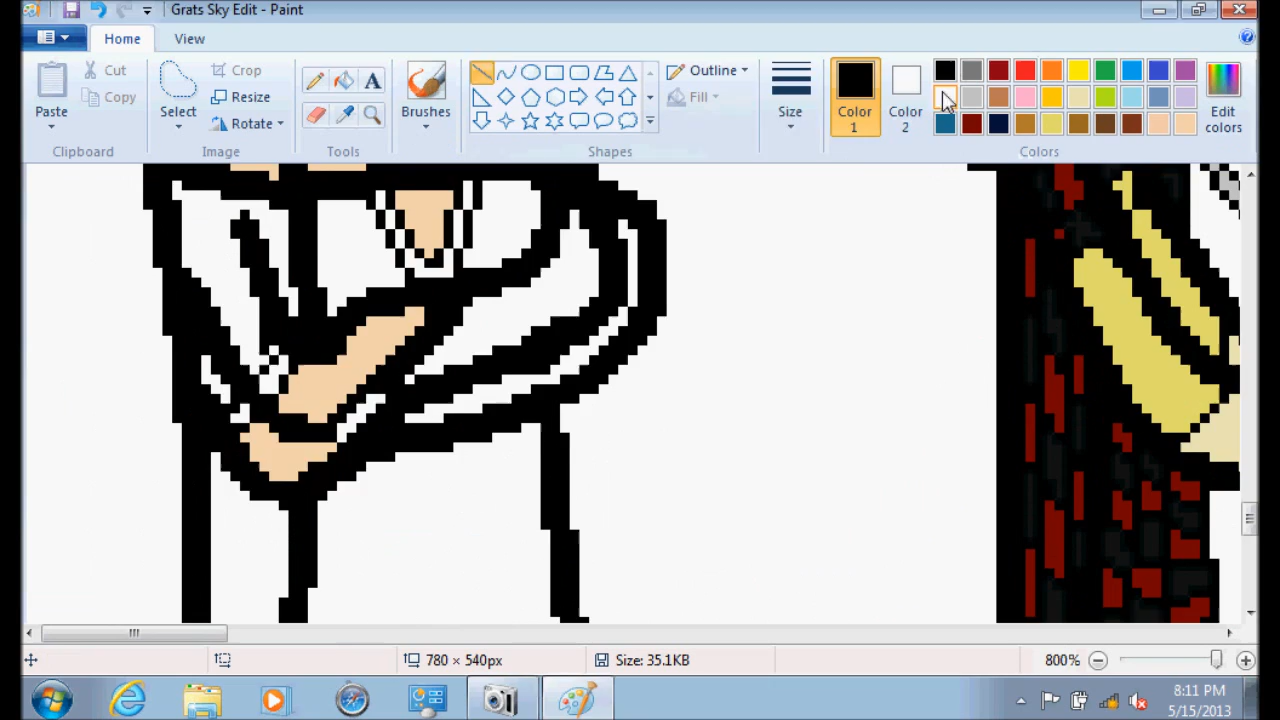 Grats Sky Edit - Paint
Home View
Paste
Cut
Copy
Clipboard
Select
Crop
Resize
Rotate
Image
A
Tools
Brushes
Outline
Fill
Shapes
Size
Color 1
Color 2
Edit colors
Colors
780 × 540px
Size: 35.1KB
800%
8:11 PM
5/15/2013